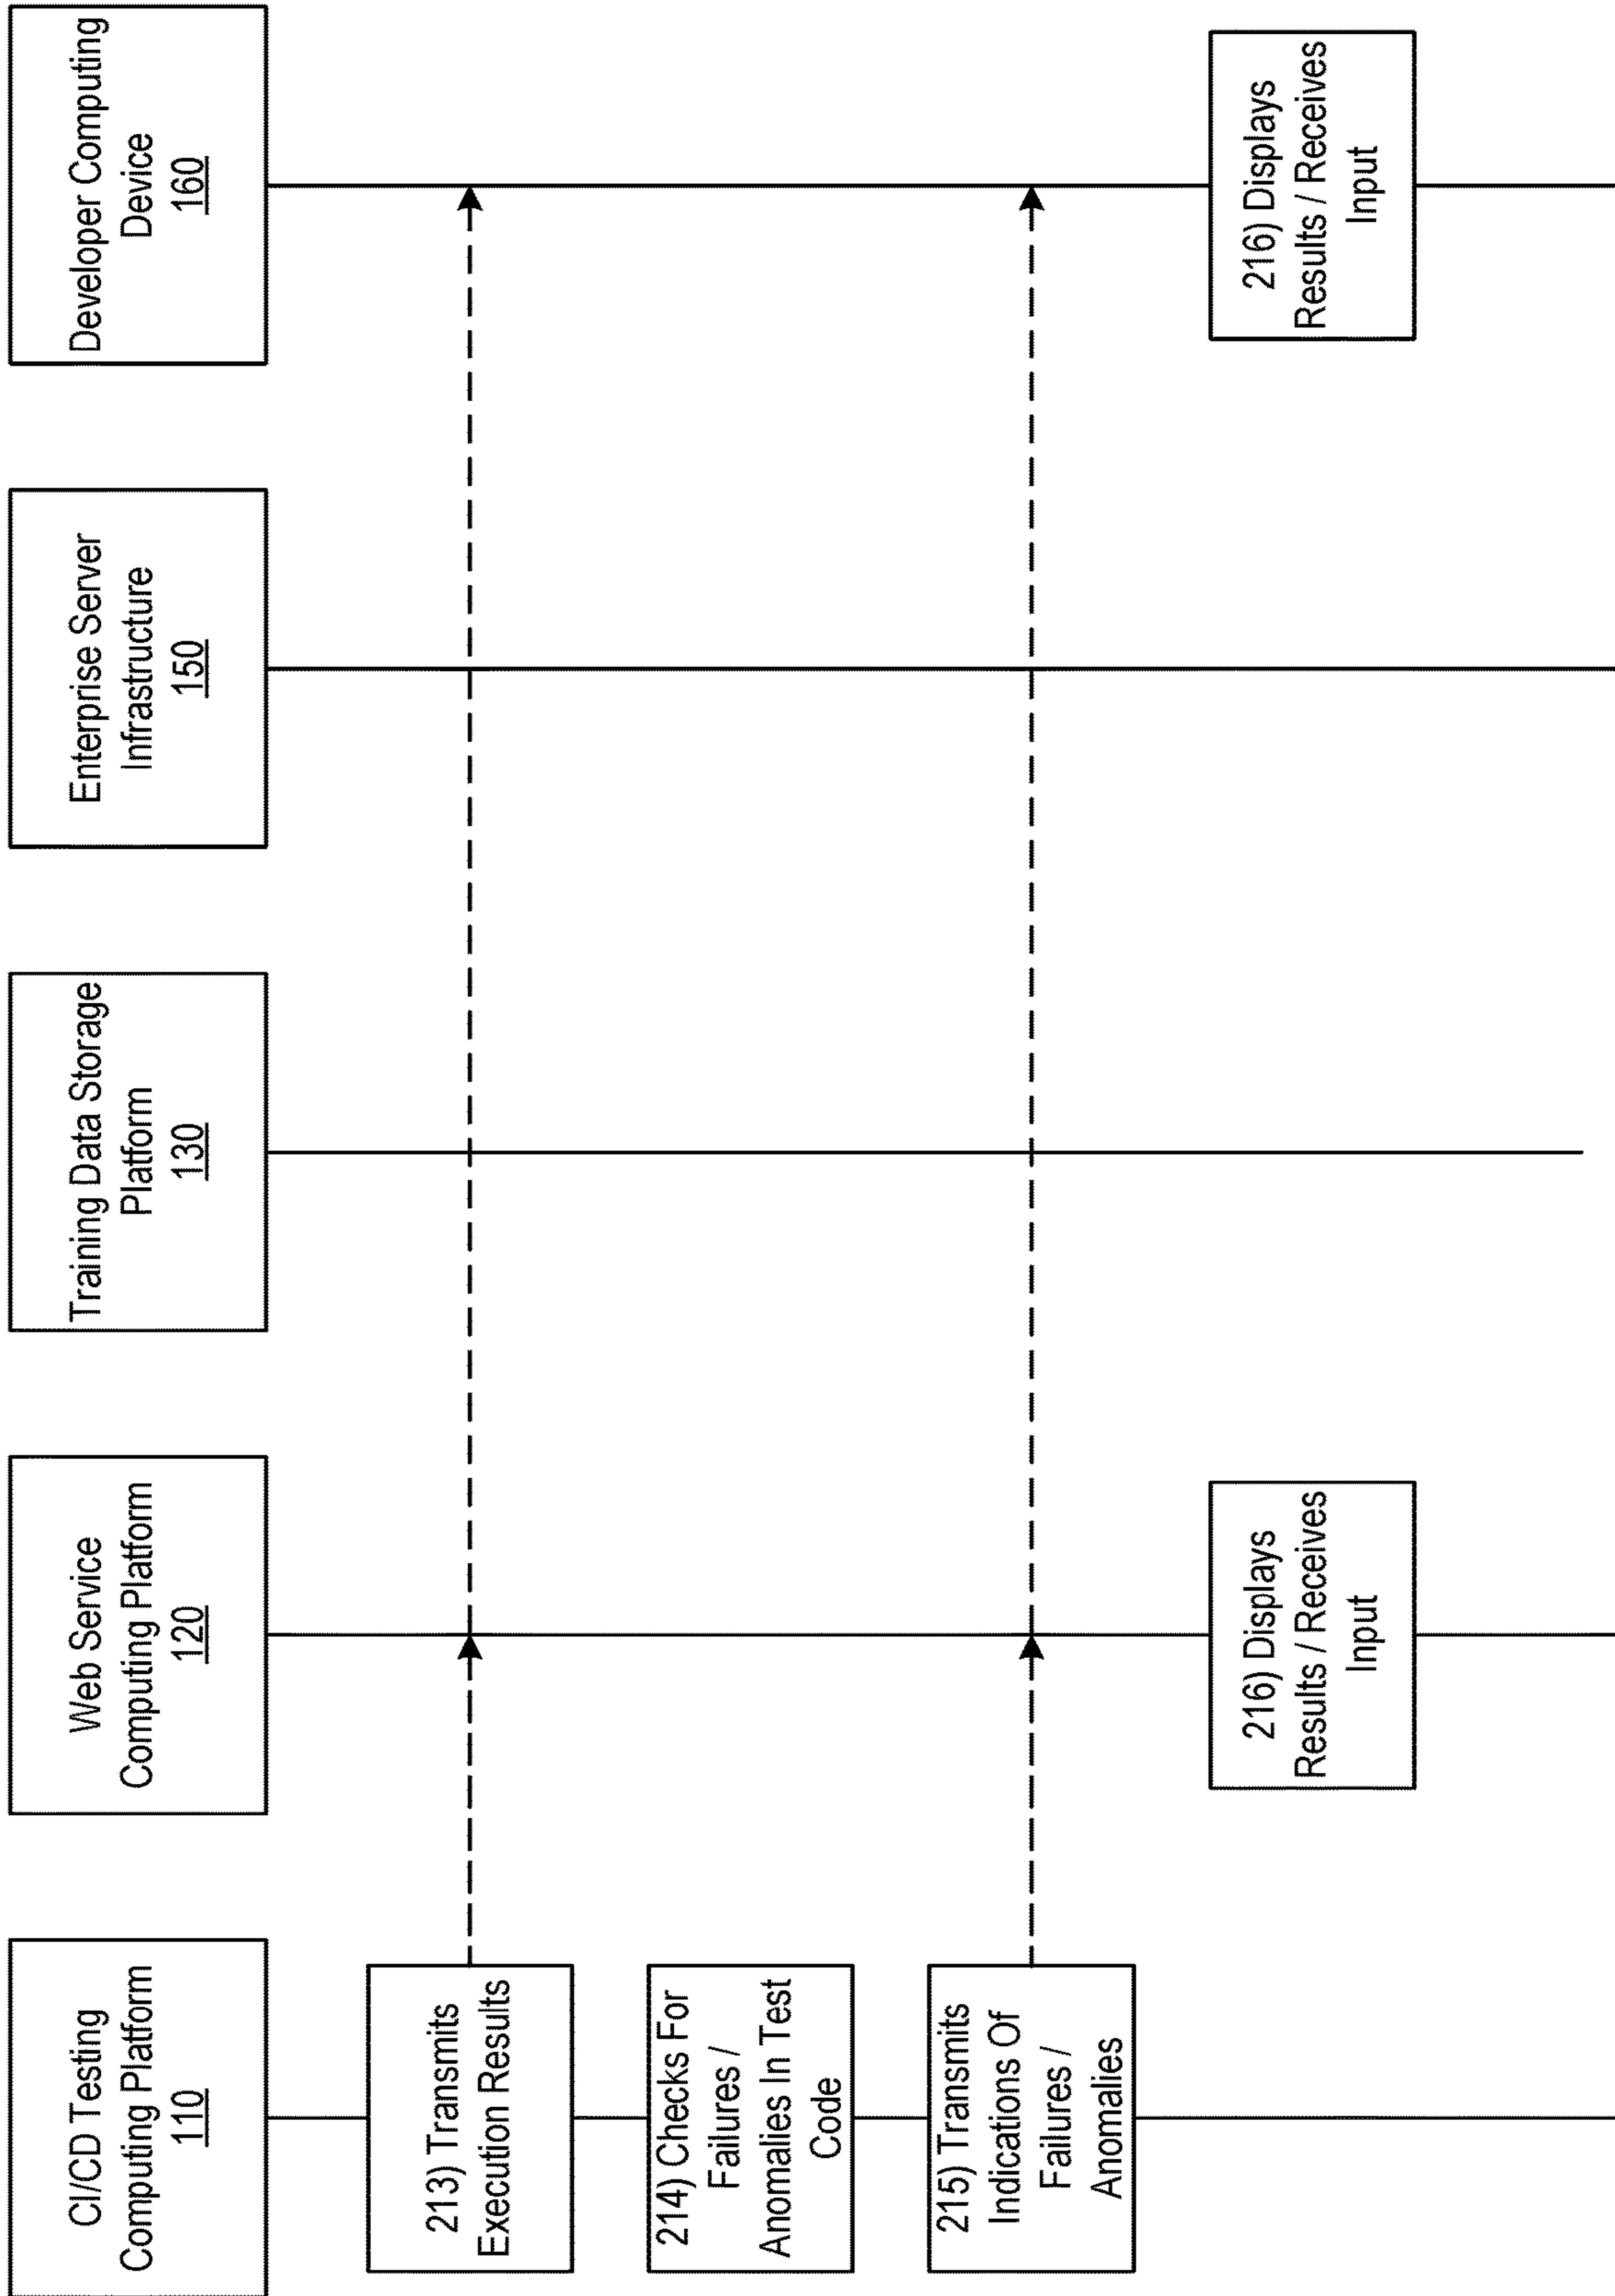 CI/CD Testing
Computing Platform
110
Web Service
Computing Platform
120
Training Data Storage
Platform
130
Enterprise Server
Infrastructure
150
Developer Computing
Device
160
213) Transmits
Execution Results
214) Checks For
Failures /
Anomalies In Test
Code
215) Transmits
Indications Of
Failures /
Anomalies
216) Displays
Results / Receives
Input
216) Displays
Results / Receives
Input